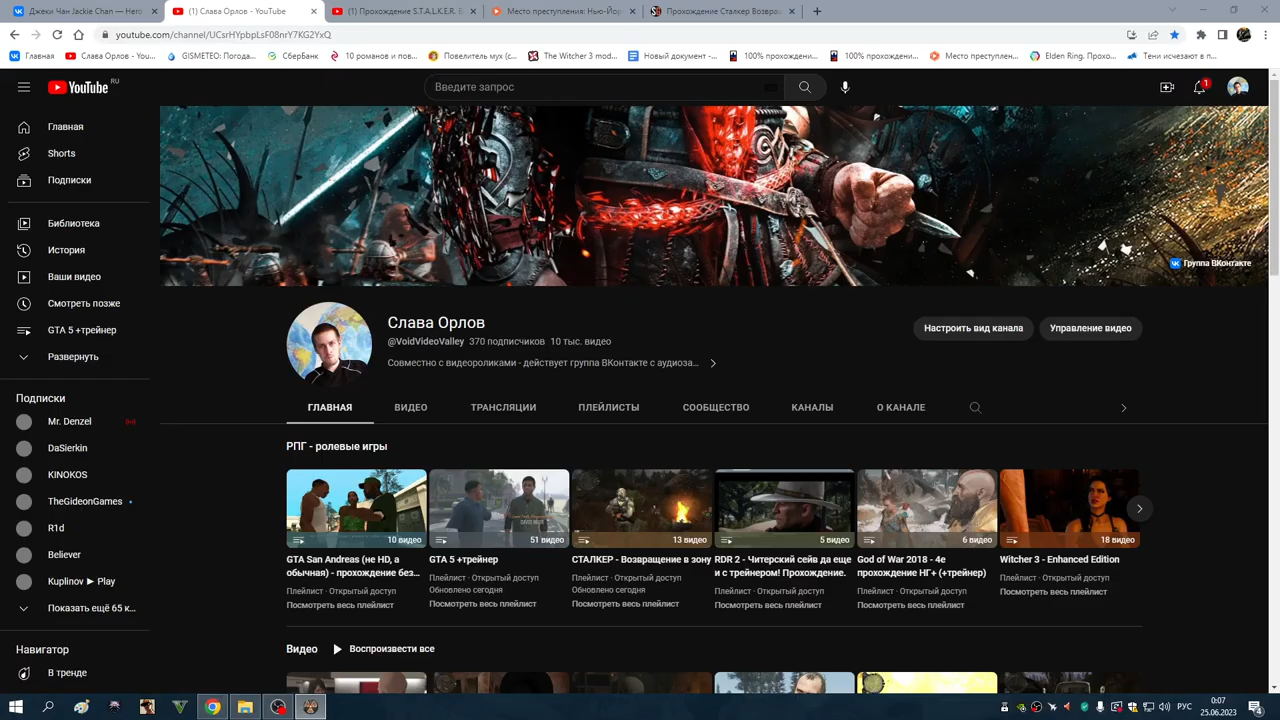 Джеки Чан Jackie Chan — Него
(1) Слава Орлов - YouTube
(1) Прохождение S.T.A.L.K.E.R. В
Место преступления: Нью-Йор
Прохождение Сталкер Возвра
youtube.com/channel/UCsrHYpbpLsF08nrY7KG2YxQ
Главная
Слава Орлов - You...
GISMETEO: Погода...
СберБанк
10 романов и пов...
Повелитель мух (с...
The Witcher 3 mod...
Новый документ -...
100% прохождени...
100% прохождени...
Место преступлен...
Elden Ring. Прохо...
Тени исчезают в п...
YouTube RU
Введите запрос
1
Главная
Shorts
Подписки
Библиотека
История
Ваши видео
Смотреть позже
GTA 5 +трейнер
Развернуть
Подписки
Mr. Denzel
DaSierkin
KINOKOS
TheGideonGames
R1d
Believer
Kuplinov ► Play
Показать ещё 65 к...
Навигатор
В тренде
Группа ВКонтакте
Слава Орлов
@VoidVideoValley 370 подписчиков 10 тыс. видео
Совместно с видеороликами - действует группа ВКонтакте с аудиоза...
Настроить вид канала
Управление видео
ГЛАВНАЯ
ВИДЕО
ТРАНСЛЯЦИИ
ПЛЕЙЛИСТЫ
СООБЩЕСТВО
КАНАЛЫ
О КАНАЛЕ
РПГ - ролевые игры
10 видео
GTA San Andreas (не HD, а
обычная) - прохождение без...
Плейлист · Открытый доступ
Посмотреть весь плейлист
51 видео
GTA 5 +трейнер
Плейлист · Открытый доступ
Обновлено сегодня
Посмотреть весь плейлист
13 видео
СТАЛКЕР - Возвращение в зону
Плейлист · Открытый доступ
Обновлено сегодня
Посмотреть весь плейлист
5 видео
RDR 2 - Читерский сейв да еще
и с трейнером! Прохождение.
Плейлист · Открытый доступ
Посмотреть весь плейлист
6 видео
God of War 2018 - 4е
прохождение НГ+ (+трейнер)
Плейлист · Открытый доступ
Посмотреть весь плейлист
18 видео
Witcher 3 - Enhanced Edition
Плейлист · Открытый доступ
Посмотреть весь плейлист
Видео
Воспроизвести все
РУС
0:07
25.06.2023
4